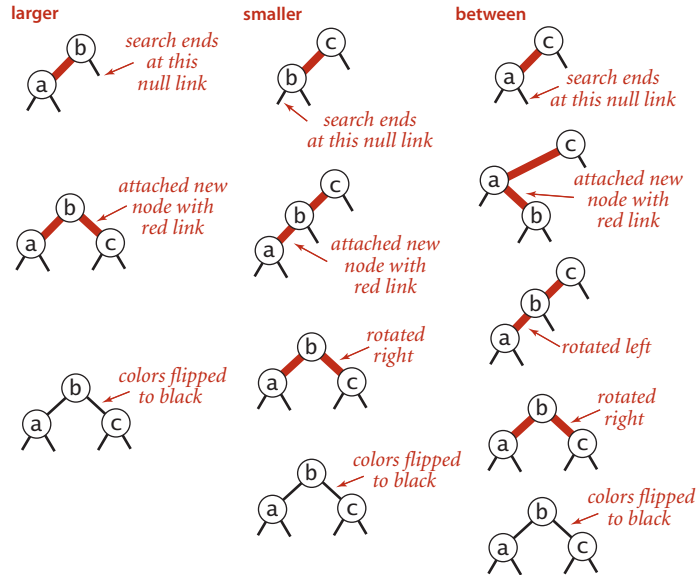 larger
b
a
search ends
at this
null link
b
a
c
attached new
node with
red link
b
a
c
colors flipped
to black
smaller
c
b
search ends
at this null link
c
b
a
attached new
node with
red link
b
a
c
rotated
right
b
a
c
colors flipped
to black
between
c
a
search ends
at this null link
c
a
b
attached new
node with
red link
c
b
a
rotated left
b
a
c
rotated
right
b
a
c
colors flipped
to black